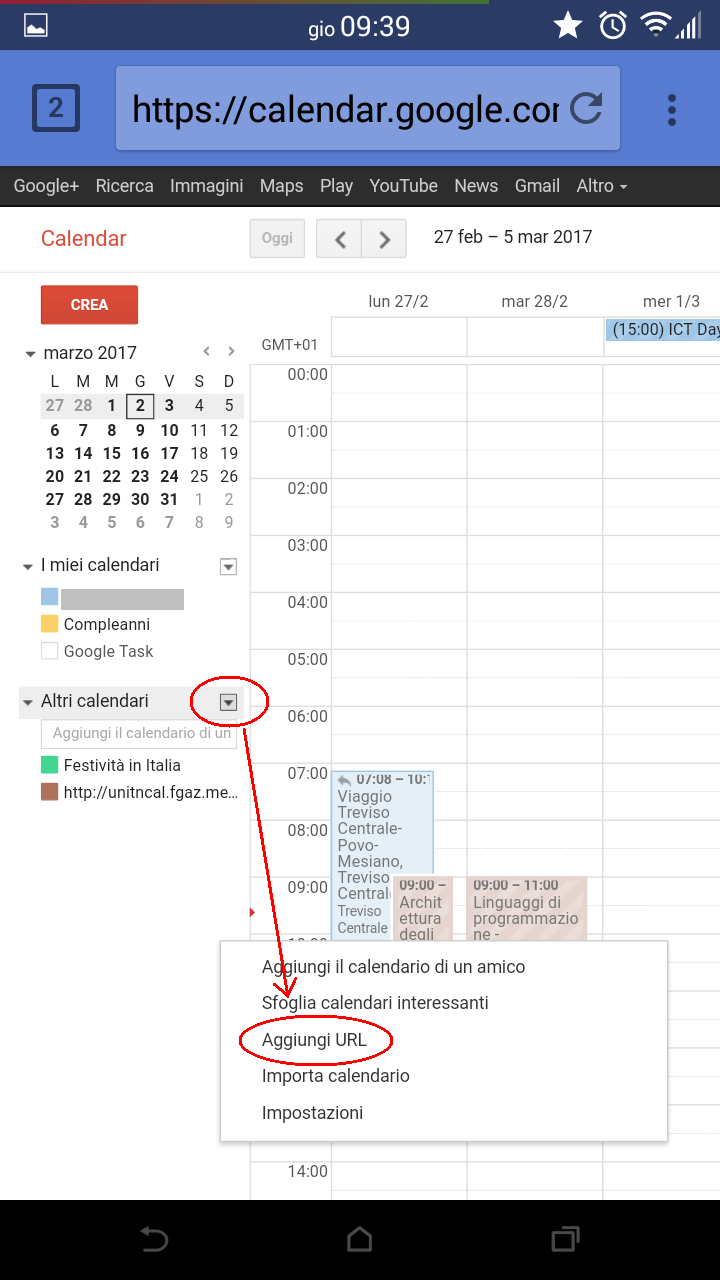 gio 09:39
2
https://calendar.google.cor
Google+ Ricerca Immagini Maps Play YouTube News Gmail Altro
Calendar
Oggi
27 feb – 5 mar 2017
CREA
lun 27/2 mar 28/2 mer 1/3
GMT+01
(15:00) ICT Day
marzo 2017
L M M G V S D
27 28 1 2 3 4 5
6 7 8 9 10 11 12
13 14 15 16 17 18 19
20 21 22 23 24 25 26
27 28 29 30 31 1 2
3 4 5 6 7 8 9
I miei calendari
Compleanni
Google Task
Altri calendari
Aggiungi il calendario di un
Festività in Italia
http://unitncal.fgaz.me...
00:00
01:00
02:00
03:00
04:00
05:00
06:00
07:00
08:00
09:00
07:08 – 10:1
Viaggio
Treviso
Centrale-
Povo-
Mesiano,
Treviso
Centrale
Treviso
Centrale
09:00 –
Archit
ettura
degli
09:00 – 11:00
Linguaggi di
programmazio
ne -
Aggiungi il calendario di un amico
Sfoglia calendari interessanti
Aggiungi URL
Importa calendario
Impostazioni
14:00